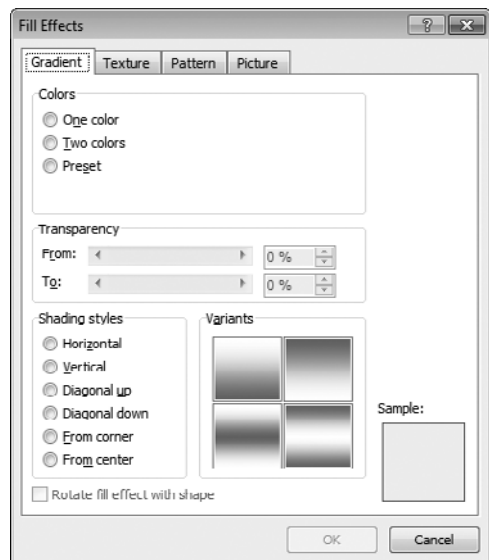 Fill Effects
Gradient Texture Pattern Picture
Colors
One color
Two colors
Preset
Transparency
From: 0 %
To: 0 %
Shading styles
Horizontal
Vertical
Diagonal up
Diagonal down
From corner
From center
Variants
Sample:
Rotate fill effect with shape
OK Cancel